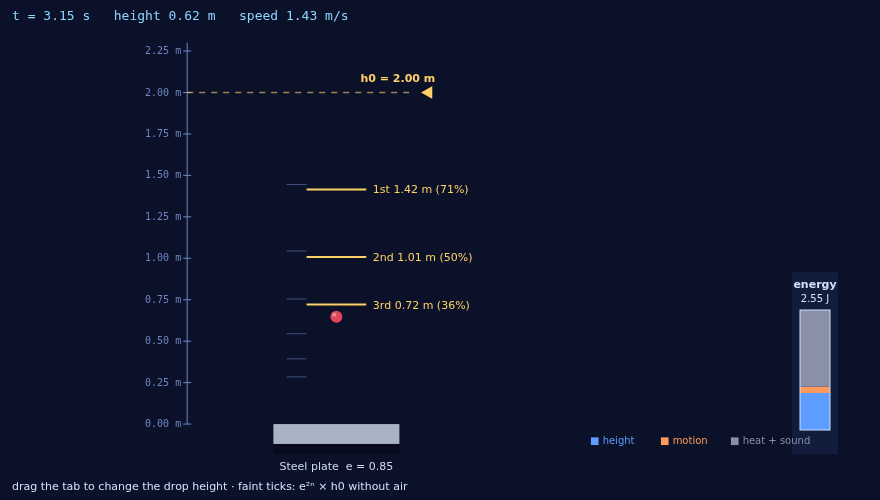 t = 3.15 s   height 0.62 m   speed 1.43 m/s
2.25 m
h0 = 2.00 m
2.00 m
1.75 m
1.50 m
1st 1.42 m (71%)
1.25 m
1.00 m
2nd 1.01 m (50%)
energy
2.55 J
0.75 m
3rd 0.72 m (36%)
0.50 m
0.25 m
0.00 m
height   motion   heat + sound
Steel plate  e = 0.85
drag the tab to change the drop height · faint ticks: e²ⁿ × h0 without air